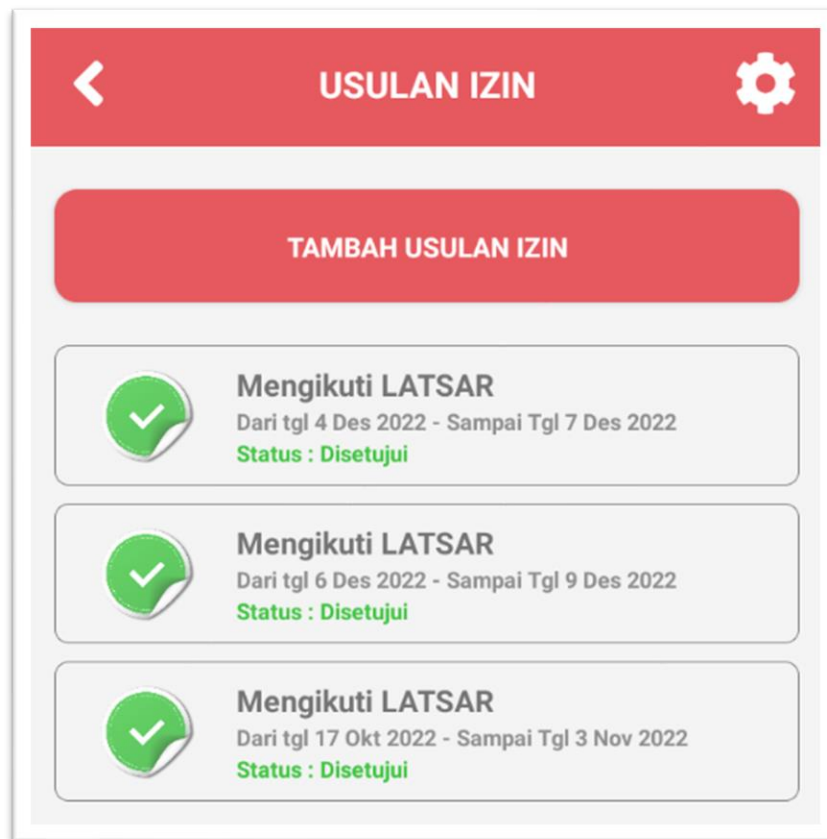 USULAN IZIN
TAMBAH USULAN IZIN
Mengikuti LATSAR
Dari tgl 4 Des 2022 - Sampai Tgl 7 Des 2022
Status : Disetujui
Mengikuti LATSAR
Dari tgl 6 Des 2022 - Sampai Tgl 9 Des 2022
Status : Disetujui
Mengikuti LATSAR
Dari tgl 17 Okt 2022 - Sampai Tgl 3 Nov 2022
Status : Disetujui